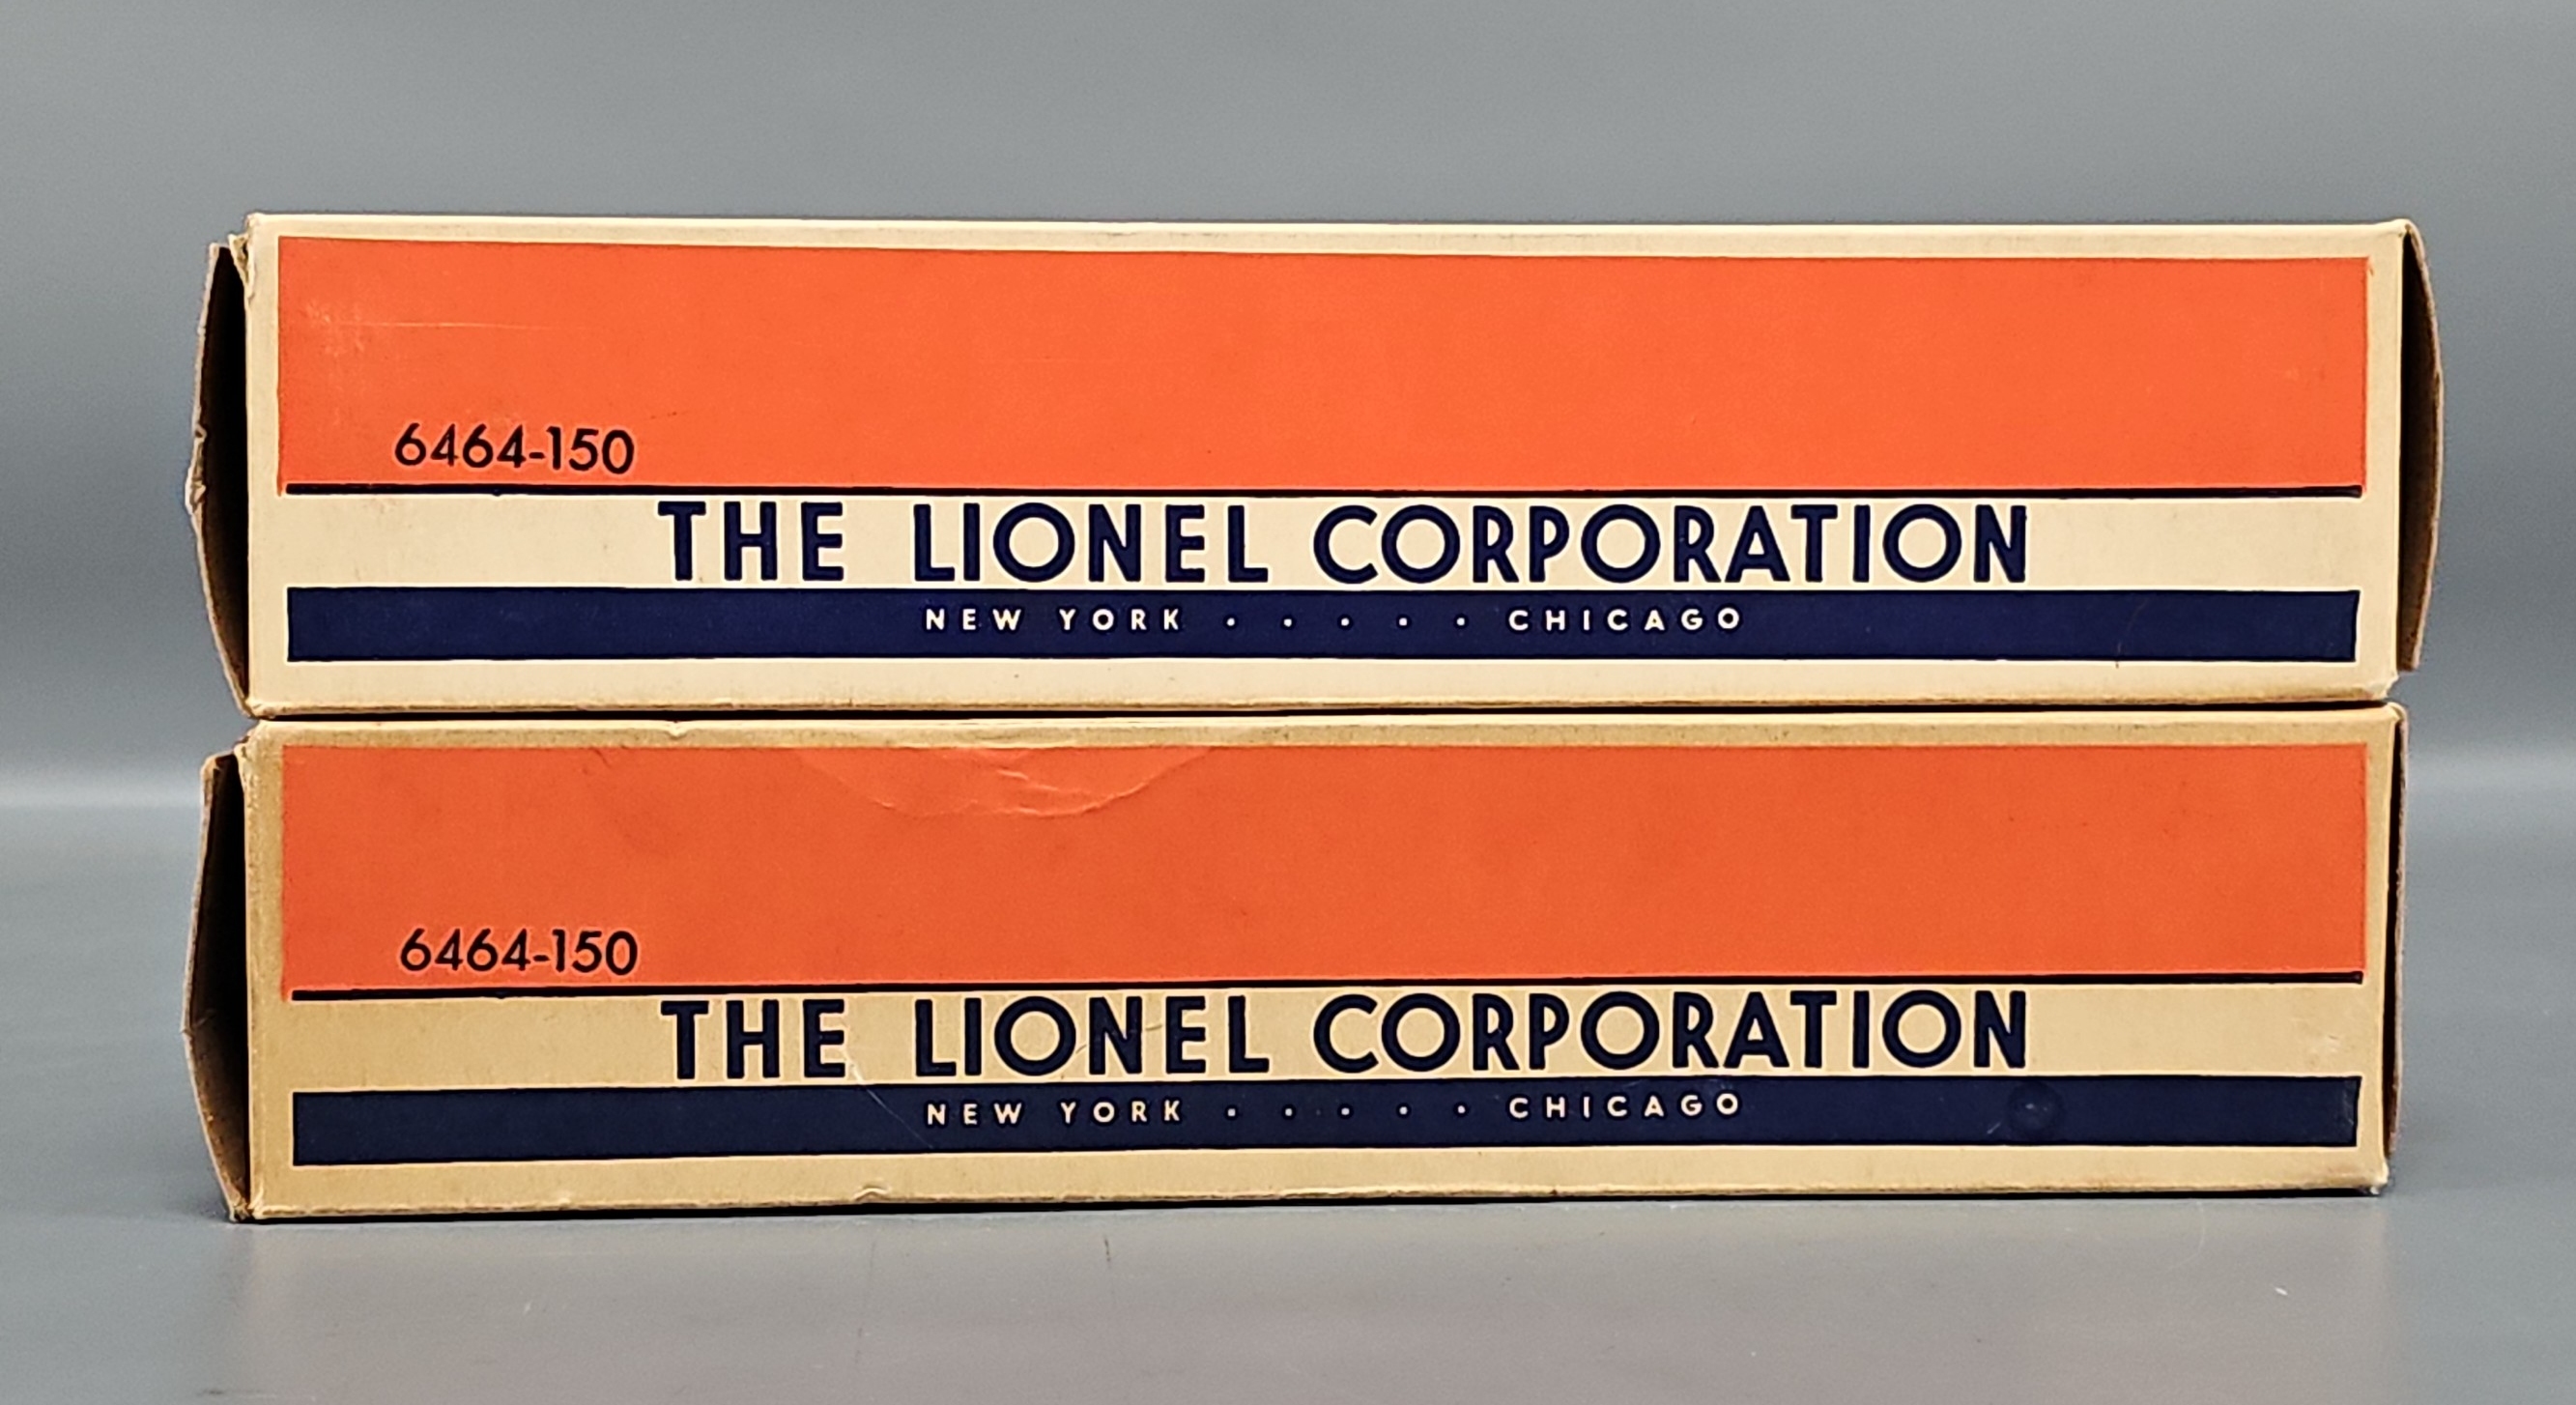 6464-150
THE LIONEL CORPORATION
NEW YORK . . . . . CHICAGO
6464-150
THE LIONEL CORPORATION
NEW YORK . . . . . CHICAGO